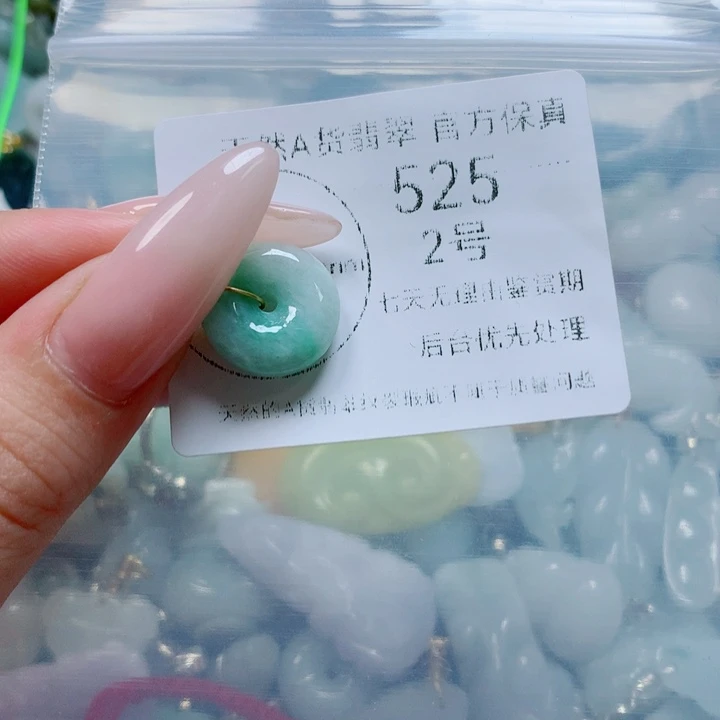 天然A货翡翠 官方保真
525
2号
七天无理由鉴赏期
后台优先处理